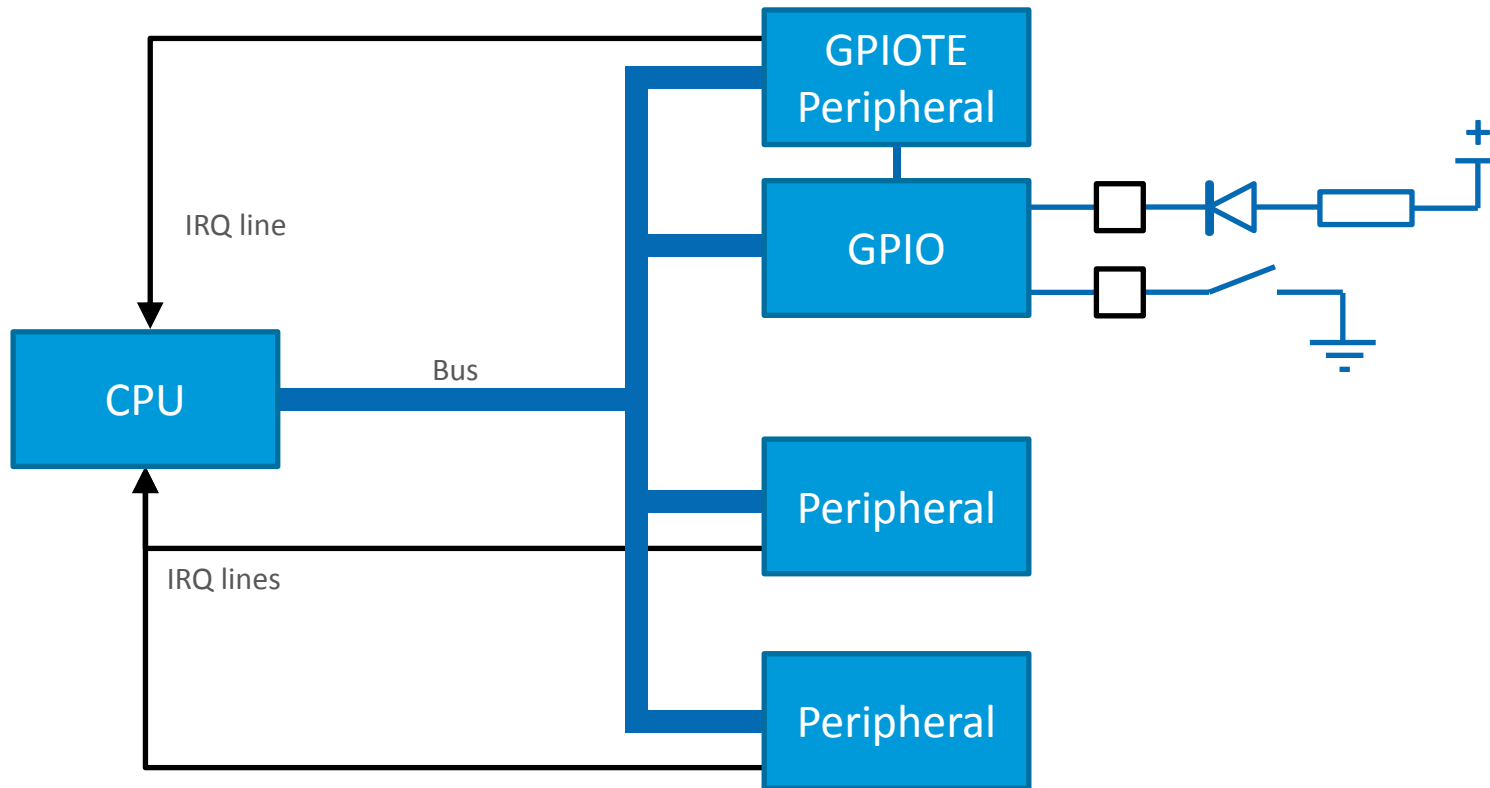 GPIOTE
Peripheral
+
IRQ line
GPIO
Bus
CPU
Peripheral
IRQ lines
Peripheral